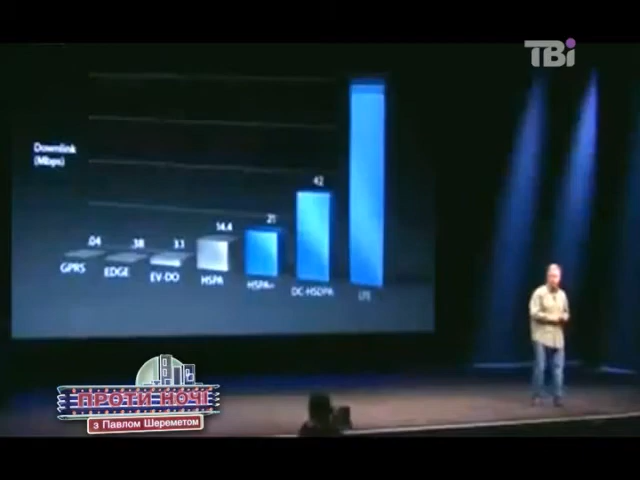 ТВі
Downlink
(Mbps)
.04
.38
3.1
14.4
21
42
GPRS
EDGE
EV-DO
HSPA
HSPA+
DC-HSDPA
LTE
ПРОТИ НОЧІ
з Павлом Шереметом